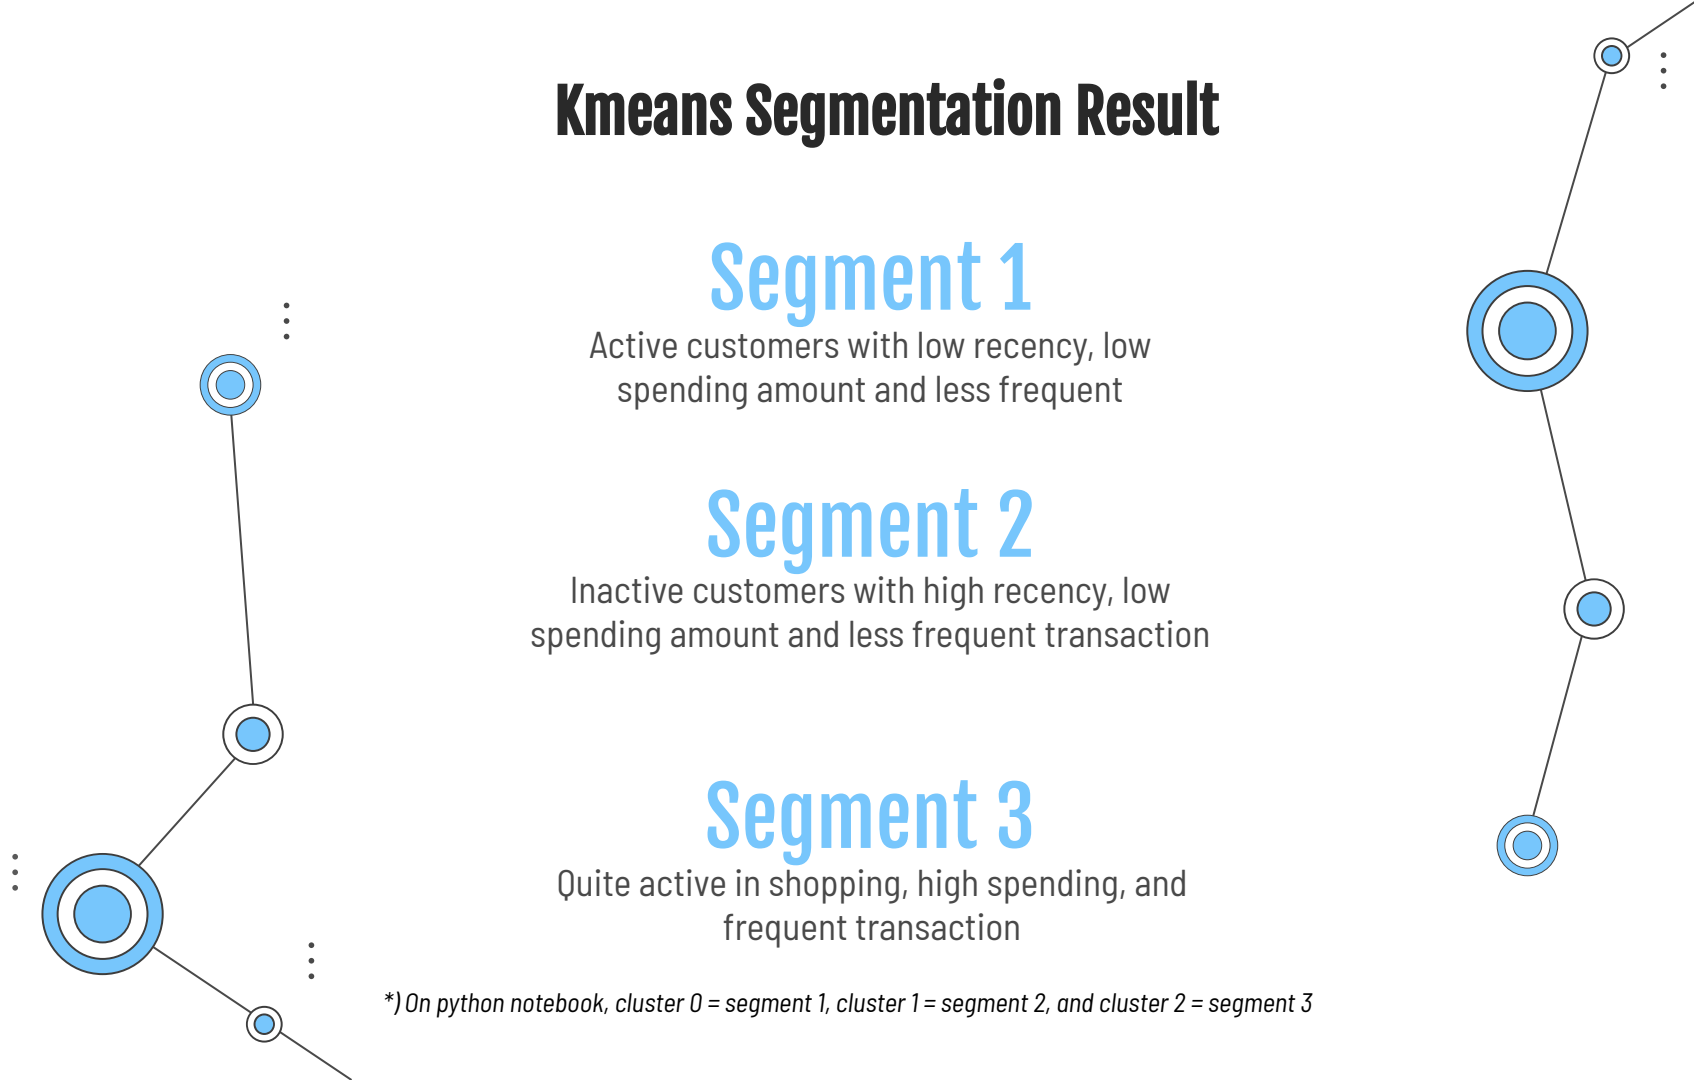 Kmeans Segmentation Result
Segment 1
Active customers with low recency, low
spending amount and less frequent
Segment 2
Inactive customers with high recency, low
spending amount and less frequent transaction
Segment 3
Quite active in shopping, high spending, and
frequent transaction
*) On python notebook, cluster 0 = segment 1, cluster 1 = segment 2, and cluster 2 = segment 3